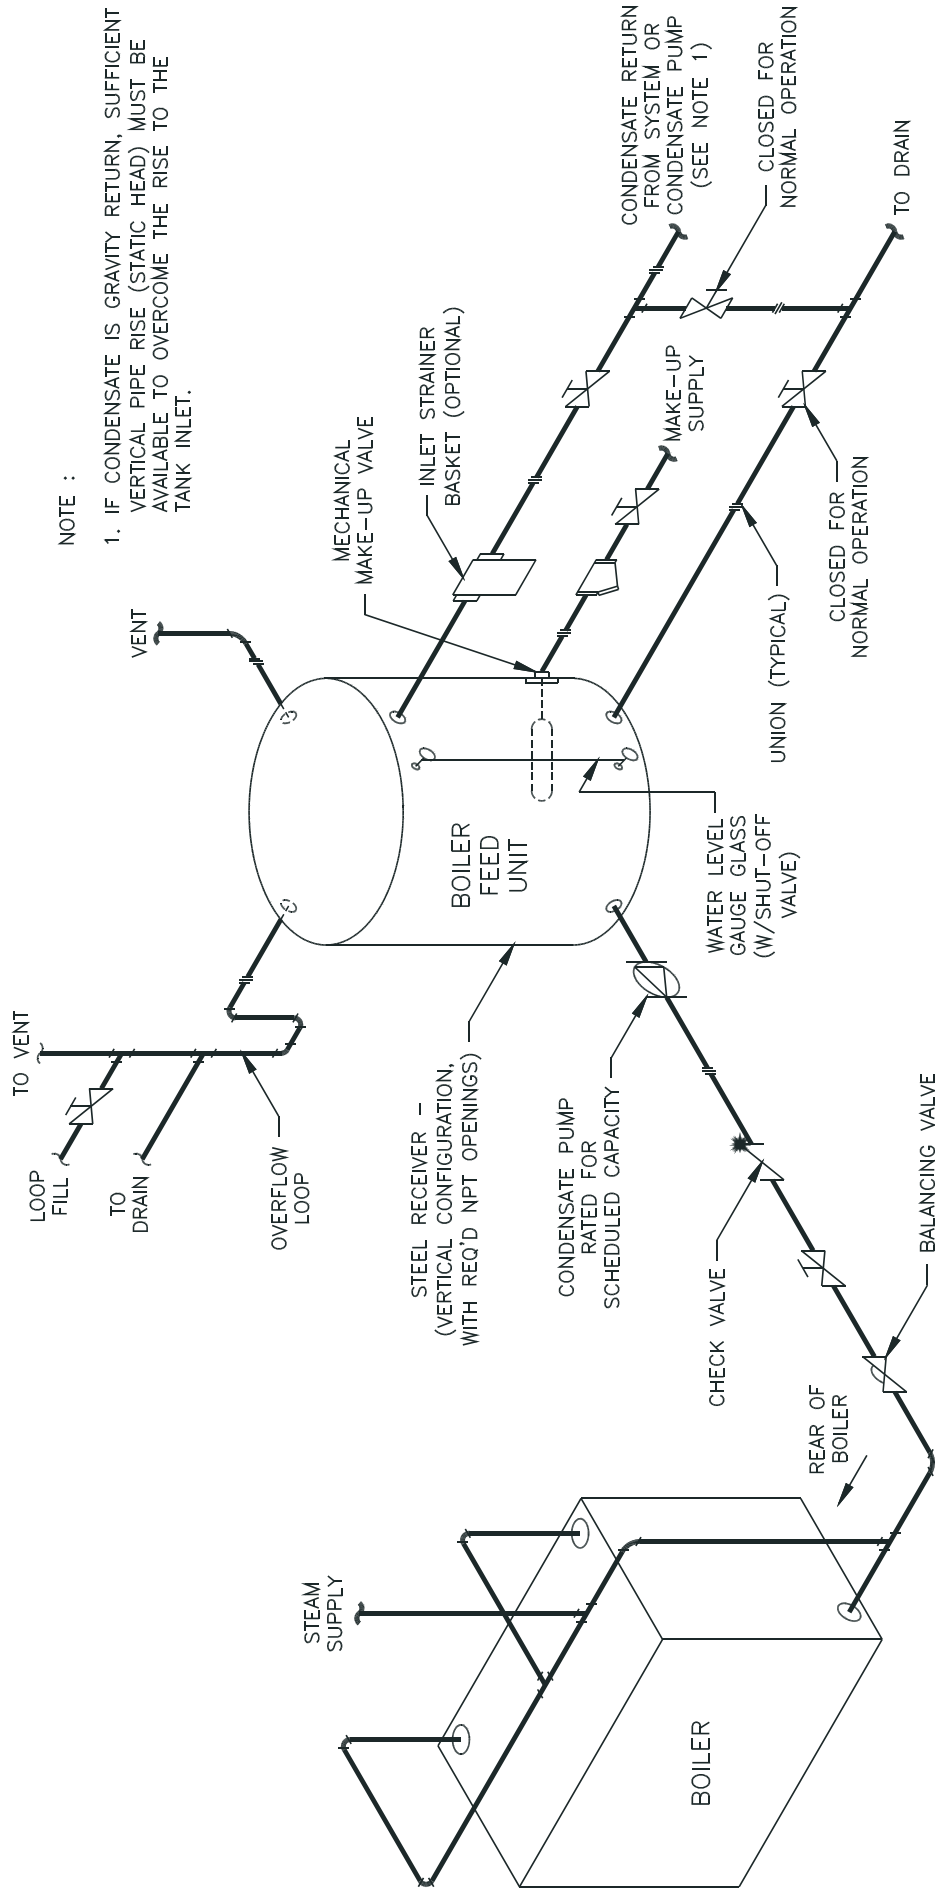 NOTE :
1. IF CONDENSATE IS GRAVITY RETURN, SUFFICIENT
VERTICAL PIPE RISE (STATIC HEAD) MUST BE
AVAILABLE TO OVERCOME THE RISE TO THE
TANK INLET.
STEAM
SUPPLY
BOILER
REAR OF
BOILER
LOOP
FILL
TO VENT
TO
DRAIN
OVERFLOW
LOOP
STEEL RECEIVER –
(VERTICAL CONFIGURATION,
WITH REQ'D NPT OPENINGS)
CONDENSATE PUMP
RATED FOR
SCHEDULED CAPACITY
CHECK VALVE
BALANCING VALVE
VENT
BOILER
FEED
UNIT
WATER LEVEL
GAUGE GLASS
(W/SHUT-OFF
VALVE)
MECHANICAL
MAKE-UP VALVE
INLET STRAINER
BASKET (OPTIONAL)
MAKE-UP
SUPPLY
UNION (TYPICAL)
CLOSED FOR
NORMAL OPERATION
CONDENSATE RETURN
FROM SYSTEM OR
CONDENSATE PUMP
(SEE NOTE 1)
CLOSED FOR
NORMAL OPERATION
TO DRAIN